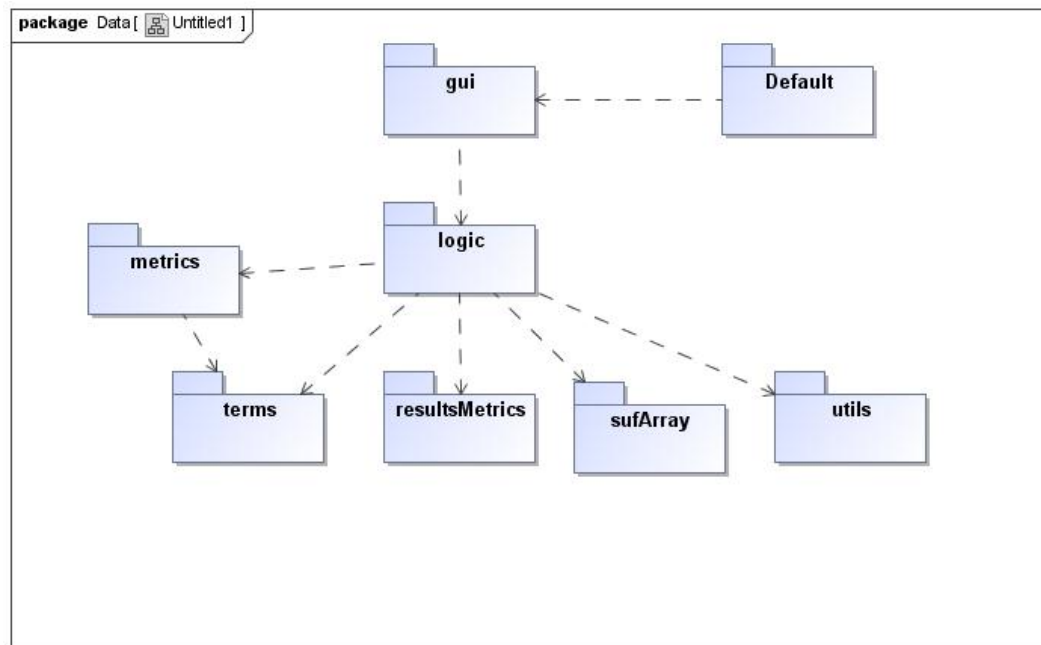 package Data [ Untitled1 ]
gui
Default
logic
metrics
terms
resultsMetrics
sufArray
utils